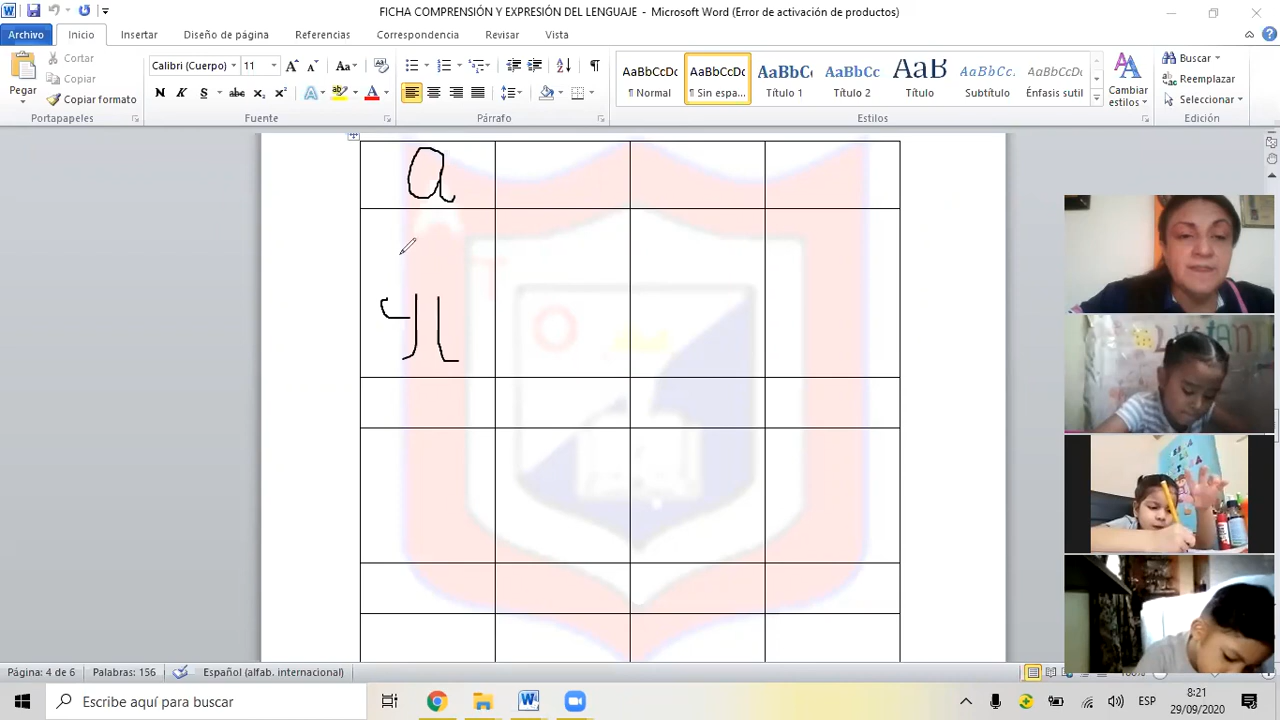 FICHA COMPRENSIÓN Y EXPRESIÓN DEL LENGUAJE - Microsoft Word (Error de activación de productos)
Archivo Inicio Insertar Diseño de página Referencias Correspondencia Revisar Vista
Pegar
Cortar
Copiar
Copiar formato
Portapapeles
Calibri (Cuerpo) 11
N K S abc x₂ x²
Fuente
Párrafo
AaBbCcDc
¶ Normal
AaBbCcDc
¶ Sin espa...
AaBbC
Título 1
AaBbCc
Título 2
AaB
Título
AaBbCc.
Subtítulo
AaBbCcDc
Énfasis sutil
Cambiar estilos
Estilos
Buscar
Reemplazar
Seleccionar
Edición
a
Página: 4 de 6 Palabras: 156 Español (alfab. internacional)
Escribe aquí para buscar
ESP
8:21
29/09/2020